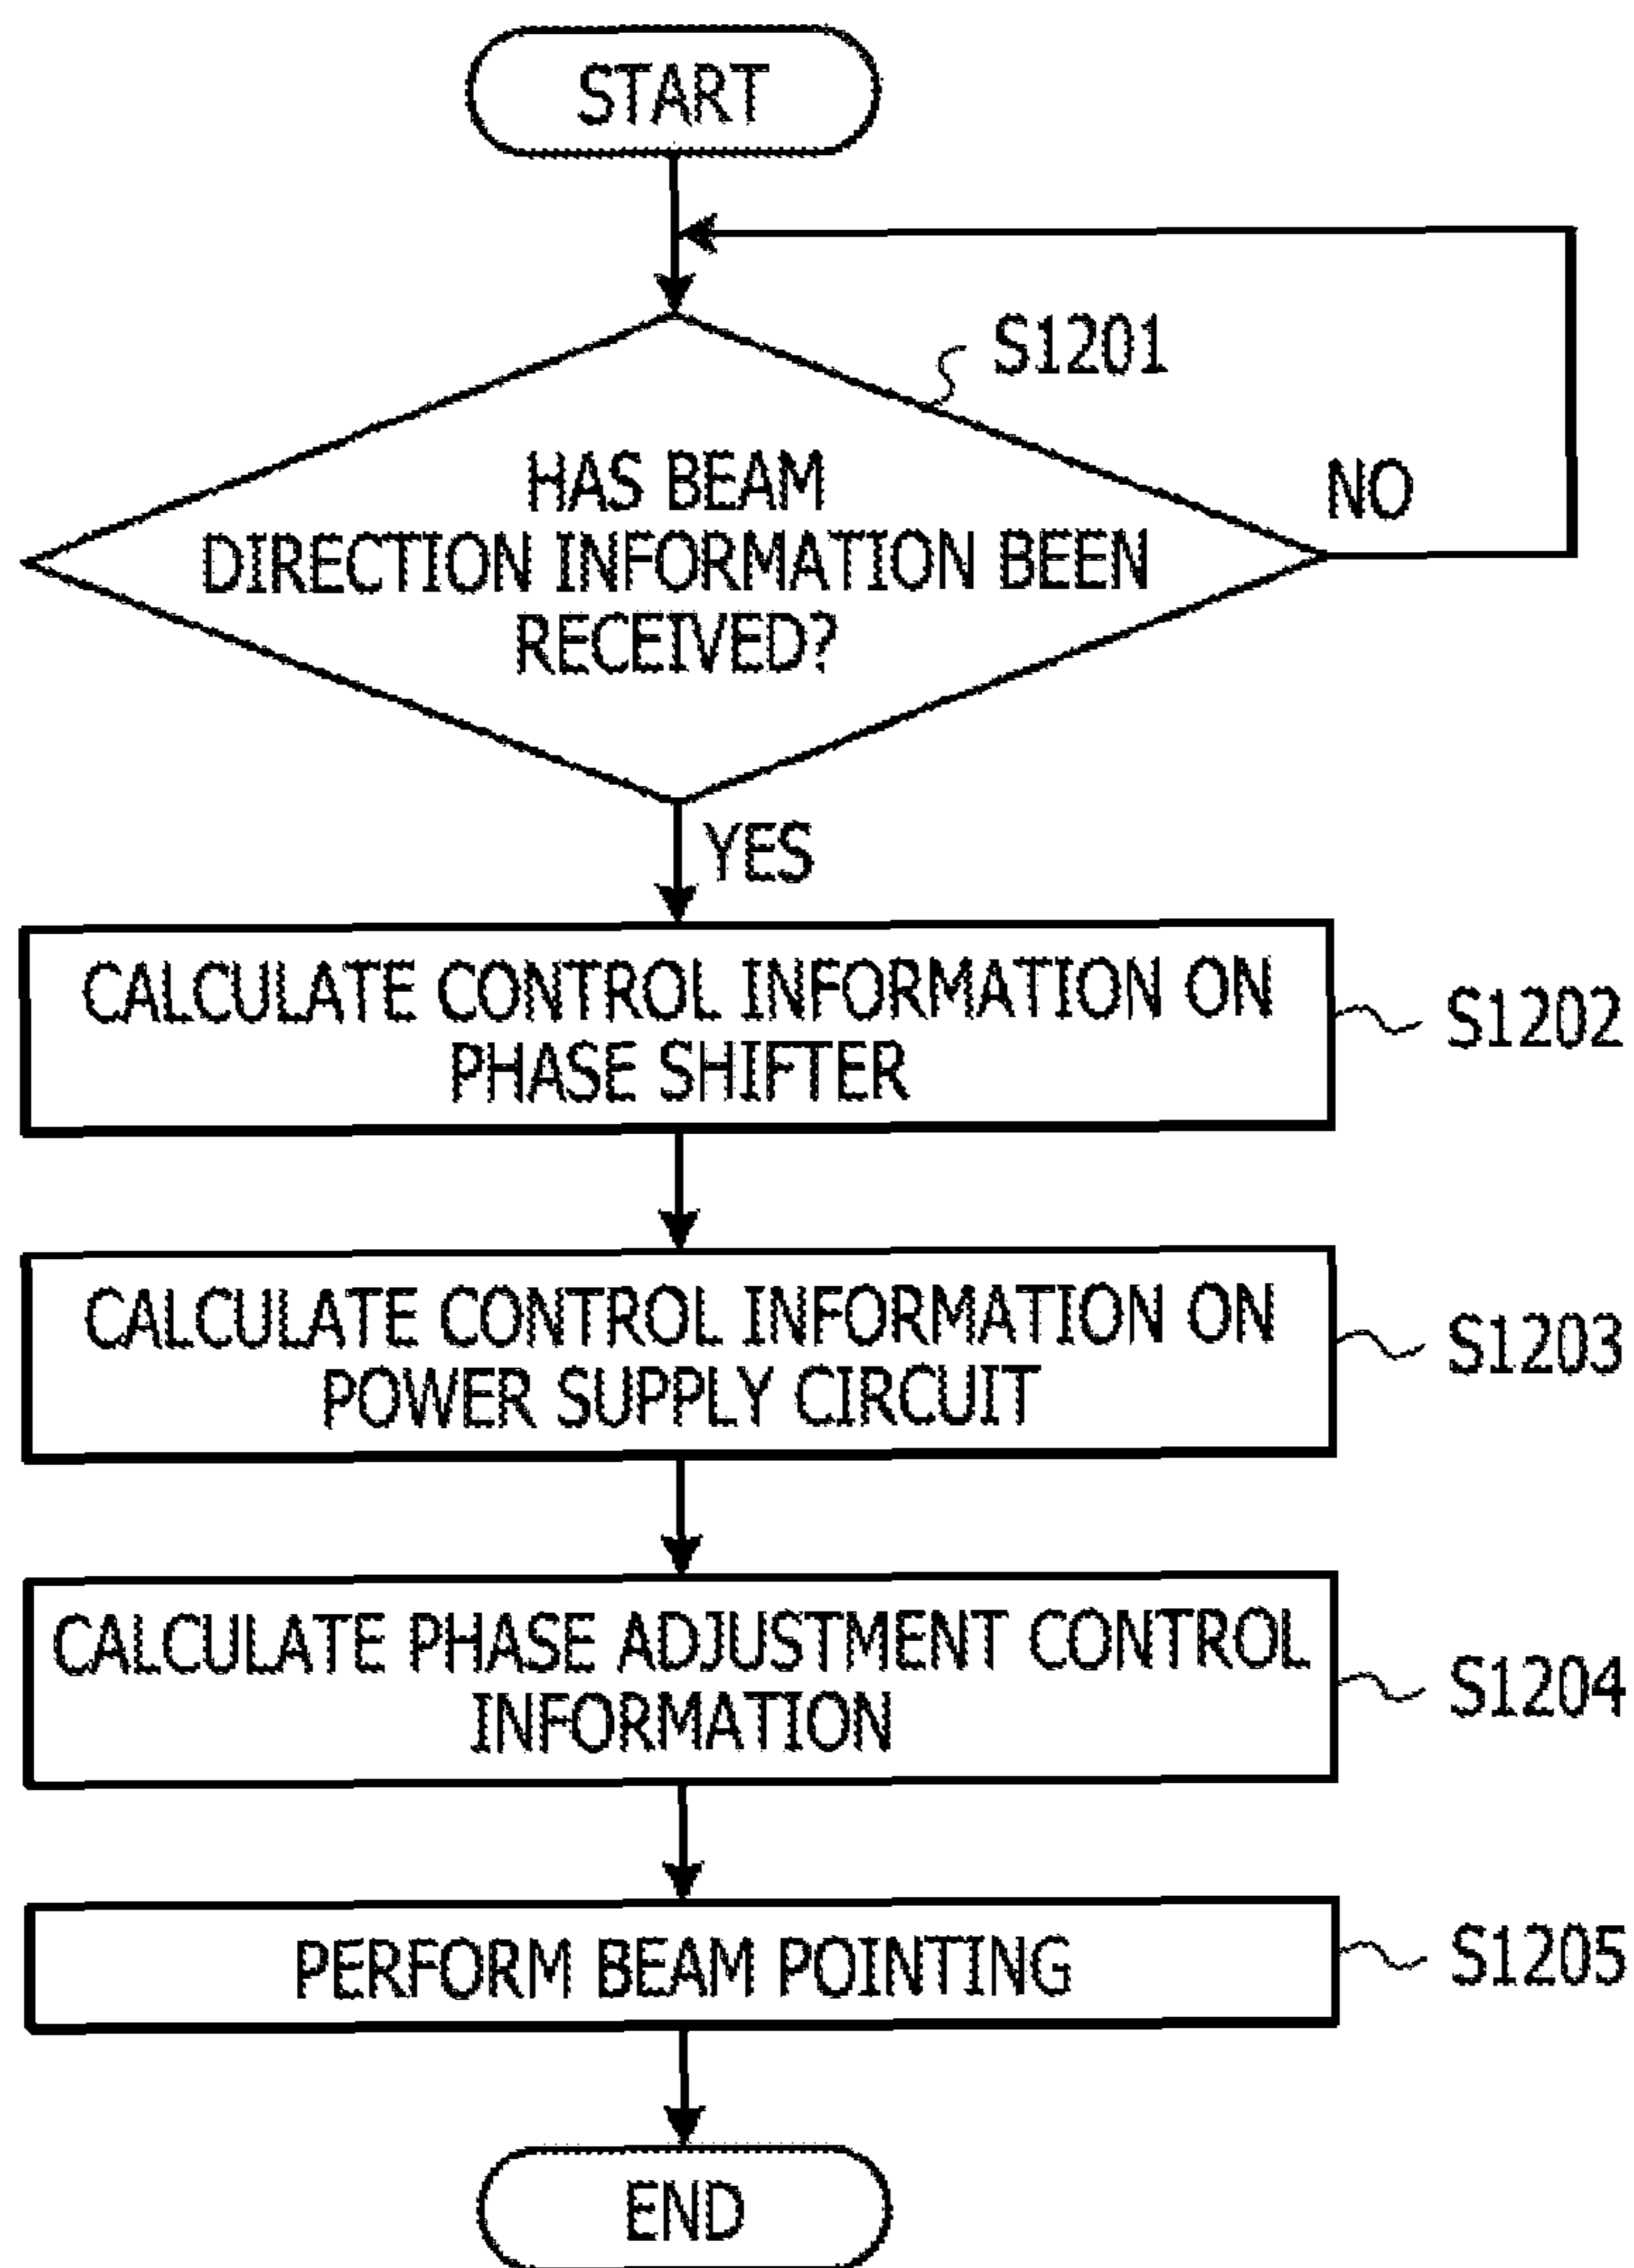 START
S1201
HAS BEAM
DIRECTION INFORMATION BEEN
RECEIVED?
NO
YES
CALCULATE CONTROL INFORMATION ON
PHASE SHIFTER
S1202
CALCULATE CONTROL INFORMATION ON
POWER SUPPLY CIRCUIT
S1203
CALCULATE PHASE ADJUSTMENT CONTROL
INFORMATION
S1204
PERFORM BEAM POINTING
S1205
END